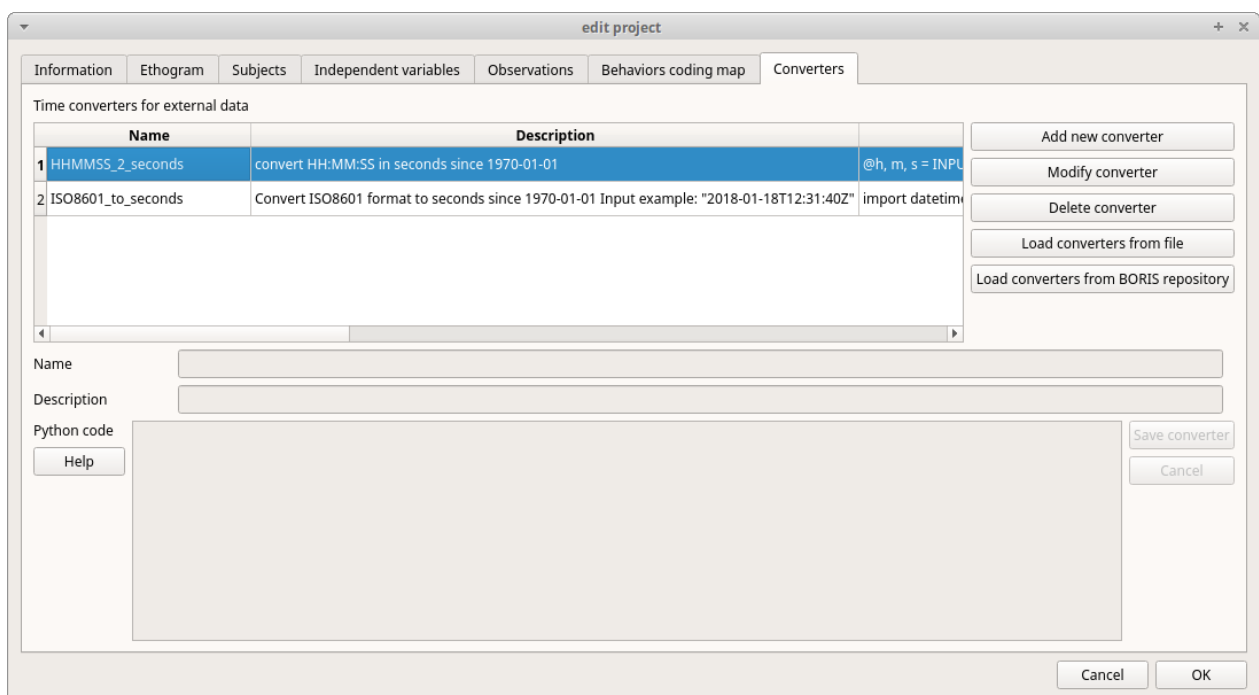 edit project
Information Ethogram Subjects Independent variables Observations Behaviors coding map Converters
Time converters for external data
Name Description
1 HHMMSS_2_seconds convert HH:MM:SS in seconds since 1970-01-01 @h, m, s = INPU
2 ISO8601_to_seconds Convert ISO8601 format to seconds since 1970-01-01 Input example: "2018-01-18T12:31:40Z" import datetime
Add new converter
Modify converter
Delete converter
Load converters from file
Load converters from BORIS repository
Name
Description
Python code
Help
Save converter
Cancel
Cancel OK